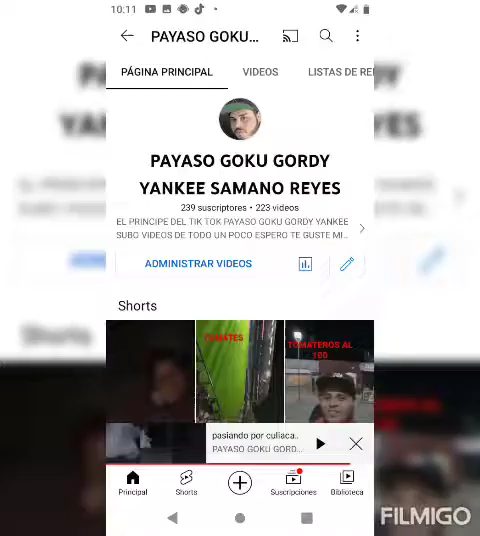 10:11
PAYASO GOKU...
PÁGINA PRINCIPAL VIDEOS LISTAS DE RE
PAYASO GOKU GORDY
YANKEE SAMANO REYES
239 suscriptores • 223 videos
EL PRINCIPE DEL TIK TOK PAYASO GOKU GORDY YANKEE
SUBO VIDEOS DE TODO UN POCO ESPERO TE GUSTE MI...
ADMINISTRAR VIDEOS
Shorts
TOMATES
TOMATEROS AL
100
pasiando por culiaca..
PAYASO GOKU GORD...
Principal Shorts Suscripciones Biblioteca
FILMIGO